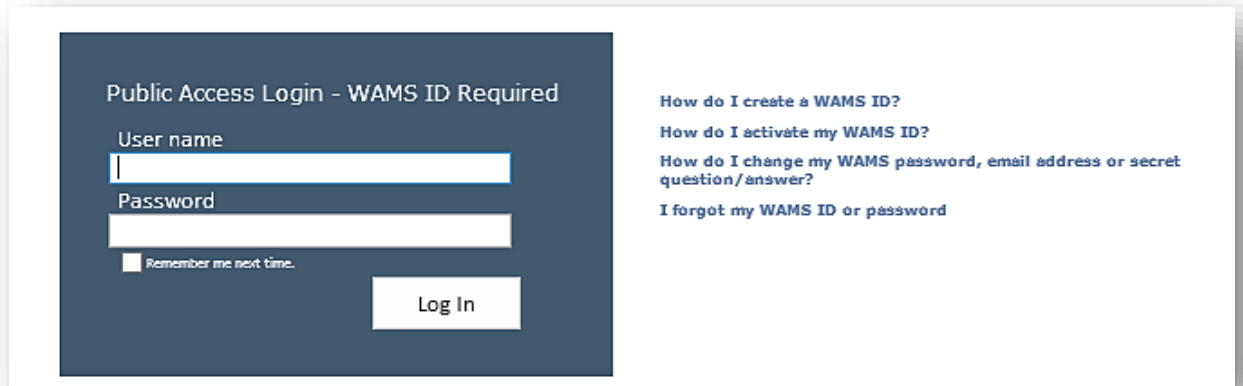 Public Access Login - WAMS ID Required
User name
Password
Remember me next time.
Log In
How do I create a WAMS ID?
How do I activate my WAMS ID?
How do I change my WAMS password, email address or secret
question/answer?
I forgot my WAMS ID or password